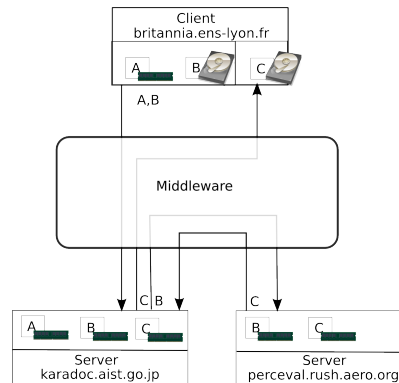 Client
britannia.ens-lyon.fr
A
B
C
A,B
Middleware
C
B
C
A
B
C
B
C
Server
karadoc.aist.go.jp
Server
perceval.rush.aero.org